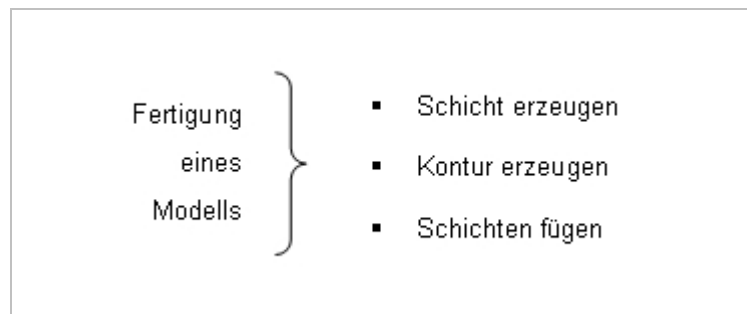 Fertigung
eines
Modells
▪ Schicht erzeugen
▪ Kontur erzeugen
▪ Schichten fügen